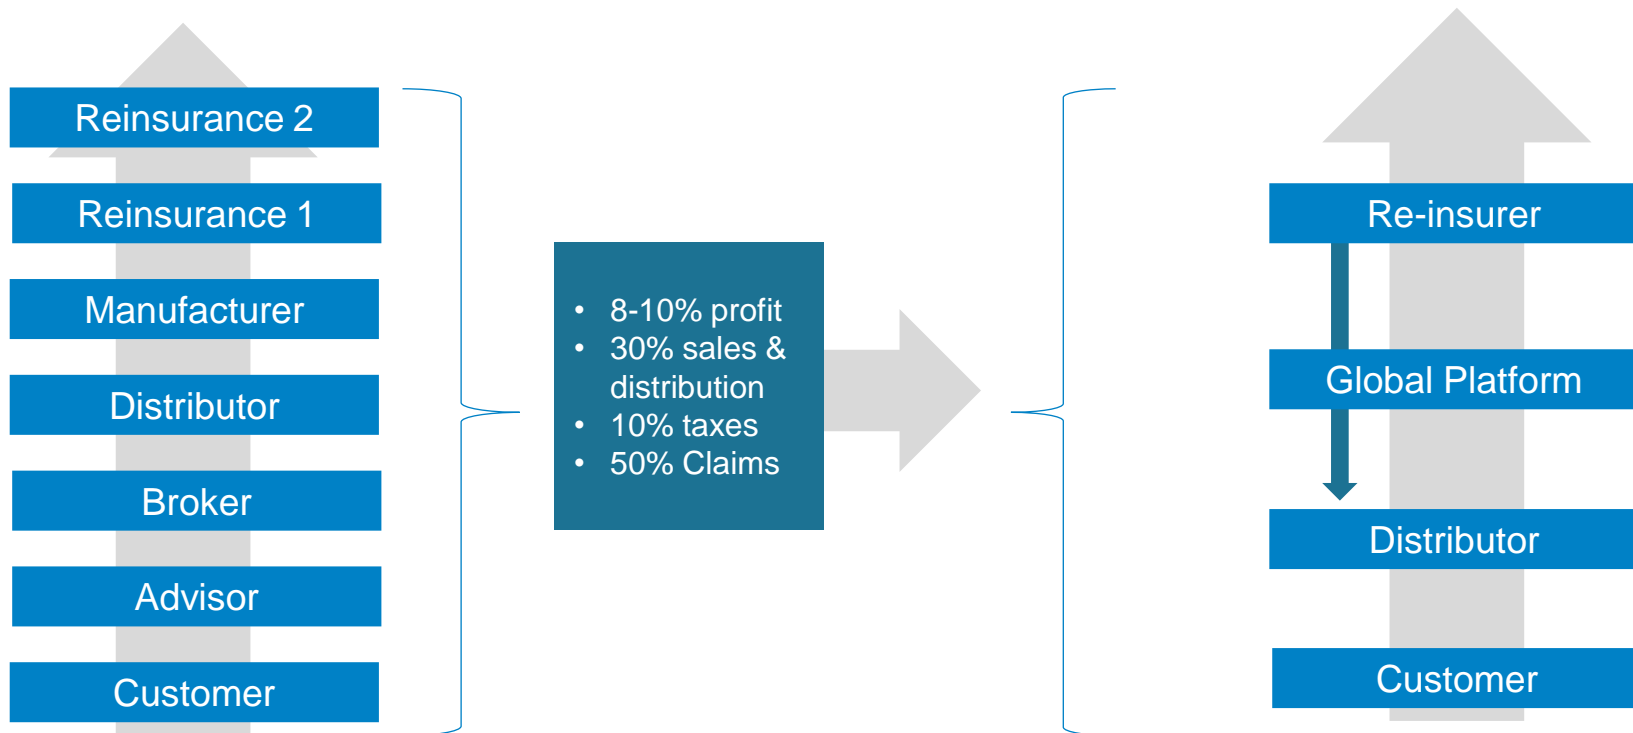 Reinsurance 2
Reinsurance 1
Manufacturer
Distributor
Broker
Advisor
Customer
• 8-10% profit
• 30% sales &
distribution
• 10% taxes
• 50% Claims
Re-insurer
Global Platform
Distributor
Customer